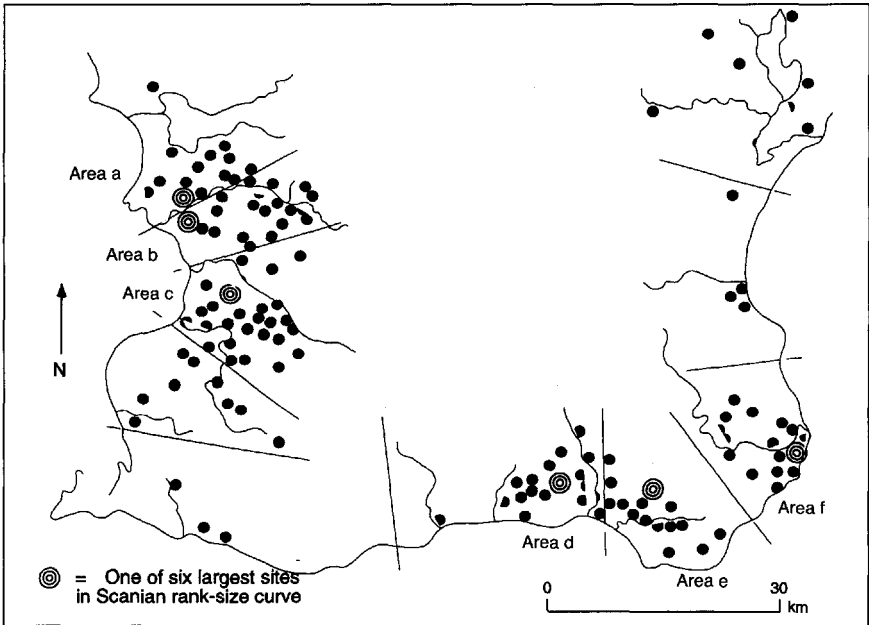 Area a
Area b
Area c
N
Area d
Area e
Area f
= One of six largest sites
in Scanian rank-size curve
0 30
km